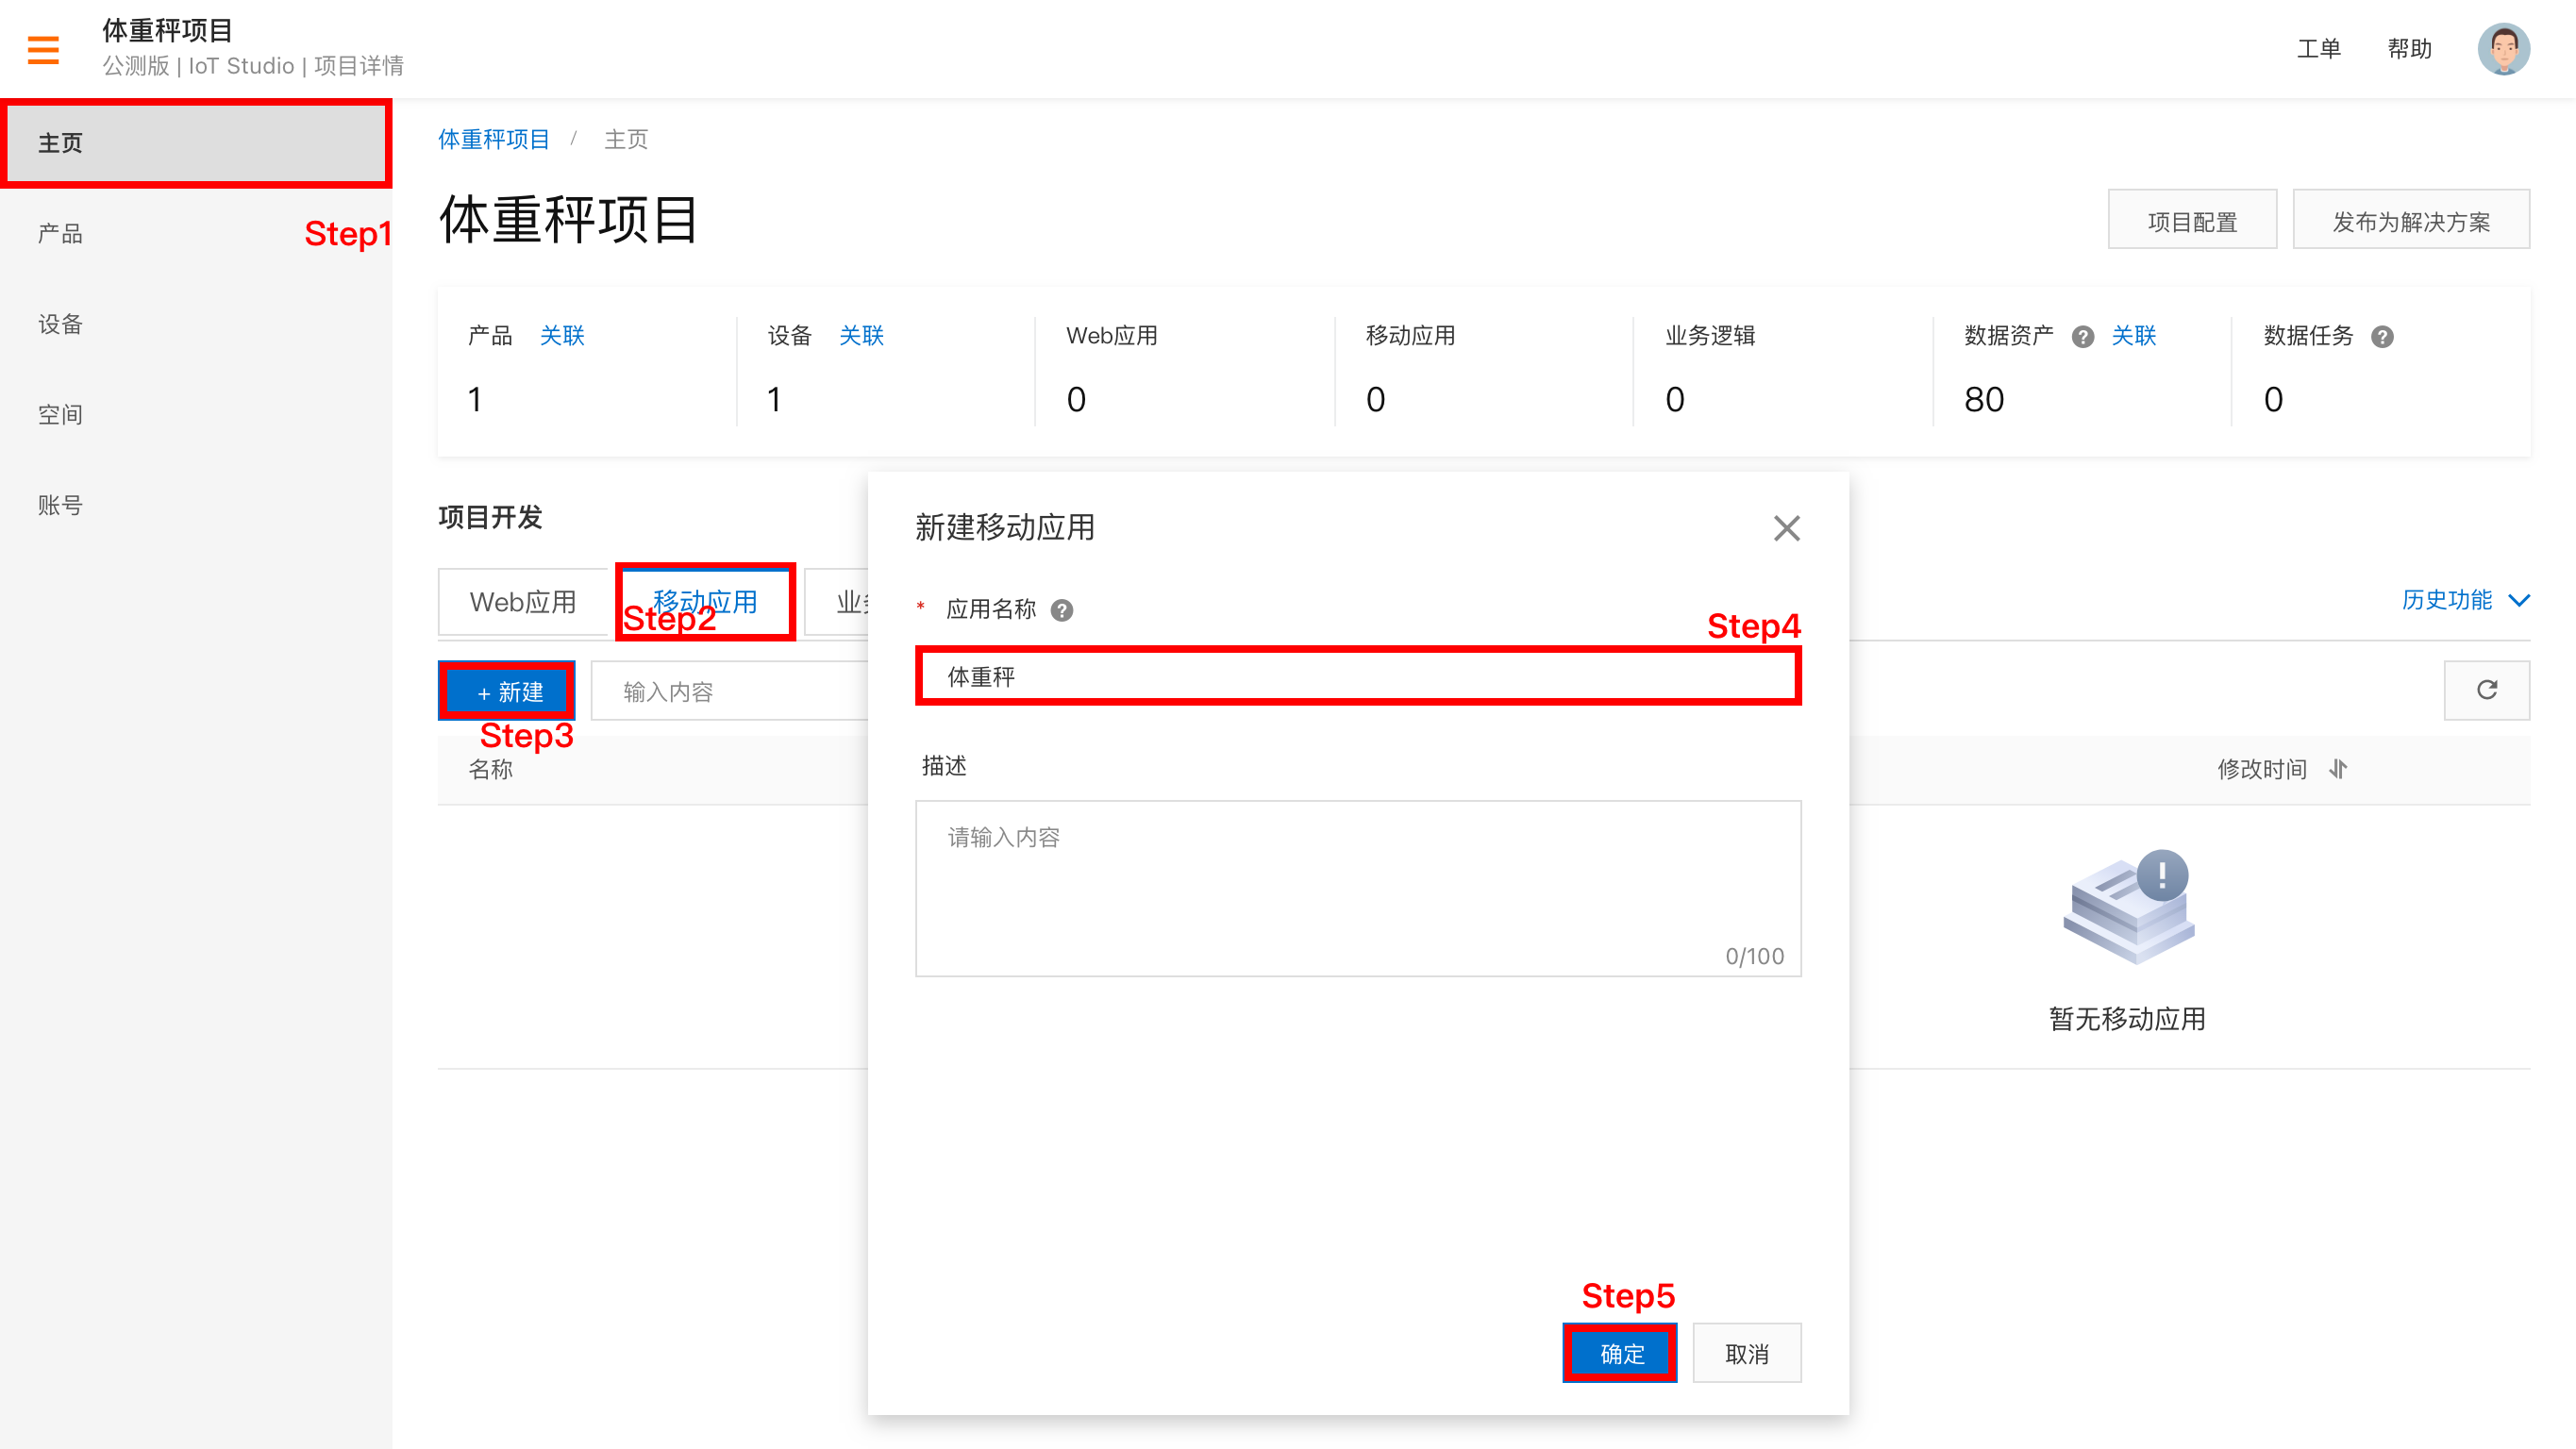 体重秤项目
公测版 | IoT Studio | 项目详情
工单 帮助
主页
产品
设备
空间
账号
Step1
体重秤项目 / 主页
体重秤项目
项目配置 发布为解决方案
产品 关联 设备 关联 Web应用 移动应用 业务逻辑 数据资产 ? 关联 数据任务 ?
1 1 0 0 0 80 0
项目开发
Web应用 移动应用 业
Step2
历史功能
+ 新建 输入内容
Step3
名称 修改时间
暂无移动应用
新建移动应用
* 应用名称 ?
Step4
体重秤
描述
请输入内容
0/100
Step5
确定 取消